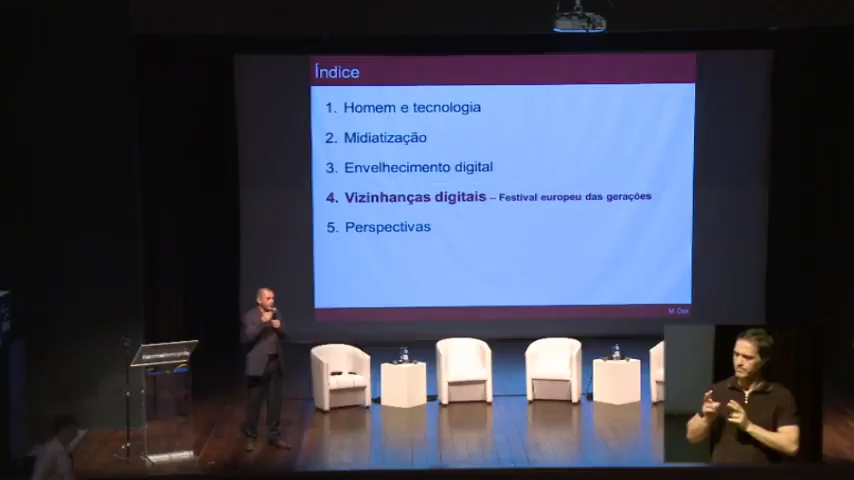 Índice
1. Homem e tecnologia
2. Midiatização
3. Envelhecimento digital
4. Vizinhanças digitais – Festival europeu das gerações
5. Perspectivas